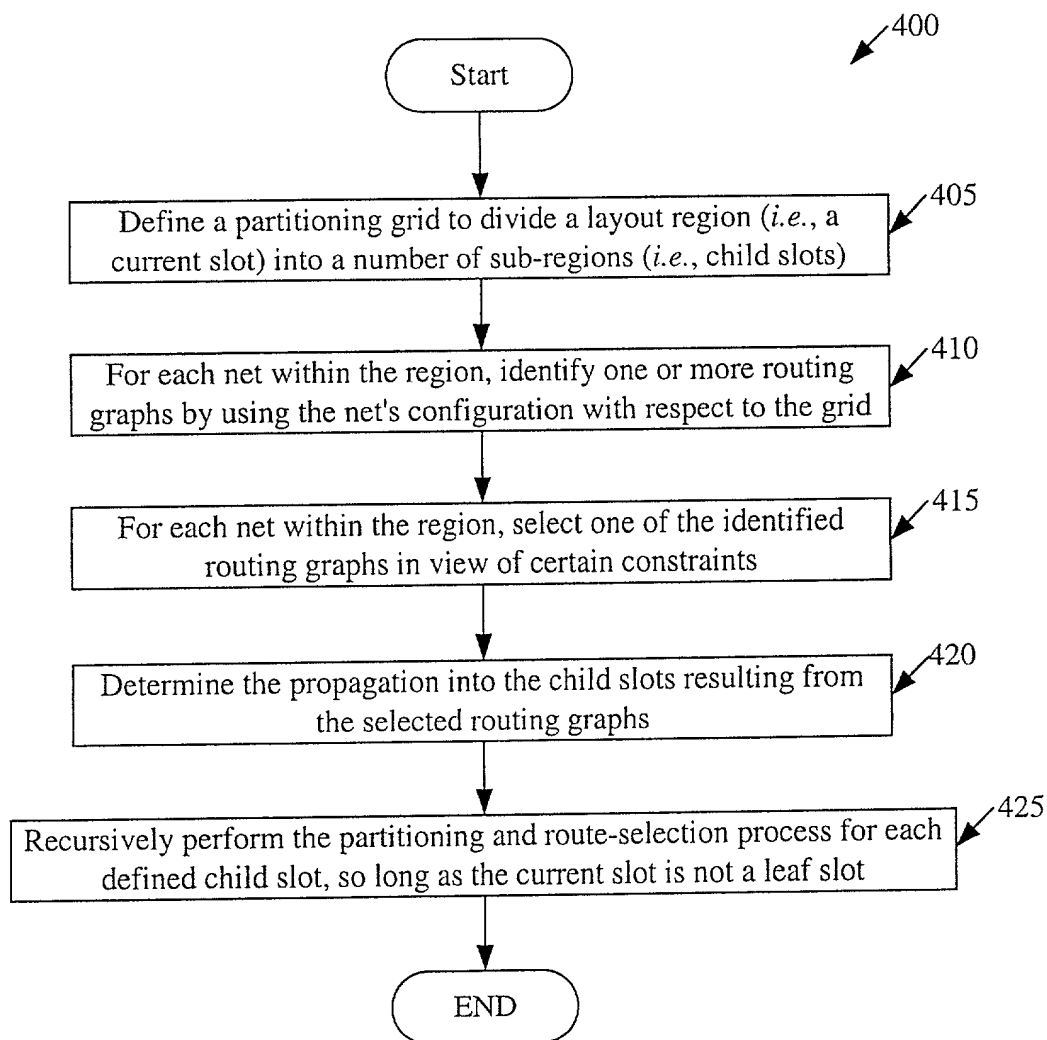 400
Start
405
Define a partitioning grid to divide a layout region (i.e., a
current slot) into a number of sub-regions (i.e., child slots)
410
For each net within the region, identify one or more routing
graphs by using the net's configuration with respect to the grid
415
For each net within the region, select one of the identified
routing graphs in view of certain constraints
420
Determine the propagation into the child slots resulting from
the selected routing graphs
425
Recursively perform the partitioning and route-selection process for each
defined child slot, so long as the current slot is not a leaf slot
END